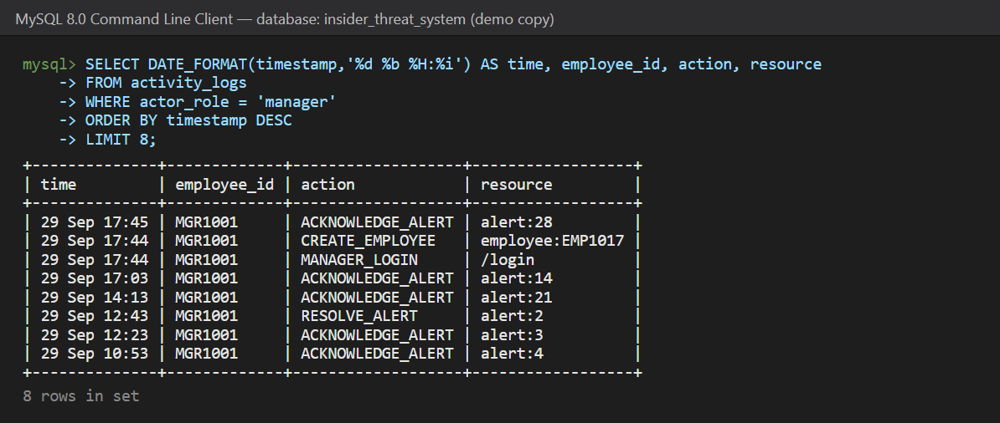 MySQL 8.0 Command Line Client — database: insider_threat_system (demo copy)
mysql> SELECT DATE_FORMAT(timestamp,'%d %b %H:%i') AS time, employee_id, action, resource
    -> FROM activity_logs
    -> WHERE actor_role = 'manager'
    -> ORDER BY timestamp DESC
    -> LIMIT 8;
+--------------+-------------+-------------------+------------------+
| time         | employee_id | action            | resource         |
+--------------+-------------+-------------------+------------------+
| 29 Sep 17:45 | MGR1001     | ACKNOWLEDGE_ALERT | alert:28         |
| 29 Sep 17:44 | MGR1001     | CREATE_EMPLOYEE   | employee:EMP1017 |
| 29 Sep 17:44 | MGR1001     | MANAGER_LOGIN     | /login           |
| 29 Sep 17:03 | MGR1001     | ACKNOWLEDGE_ALERT | alert:14         |
| 29 Sep 14:13 | MGR1001     | ACKNOWLEDGE_ALERT | alert:21         |
| 29 Sep 12:43 | MGR1001     | RESOLVE_ALERT     | alert:2          |
| 29 Sep 12:23 | MGR1001     | ACKNOWLEDGE_ALERT | alert:3          |
| 29 Sep 10:53 | MGR1001     | ACKNOWLEDGE_ALERT | alert:4          |
+--------------+-------------+-------------------+------------------+
8 rows in set